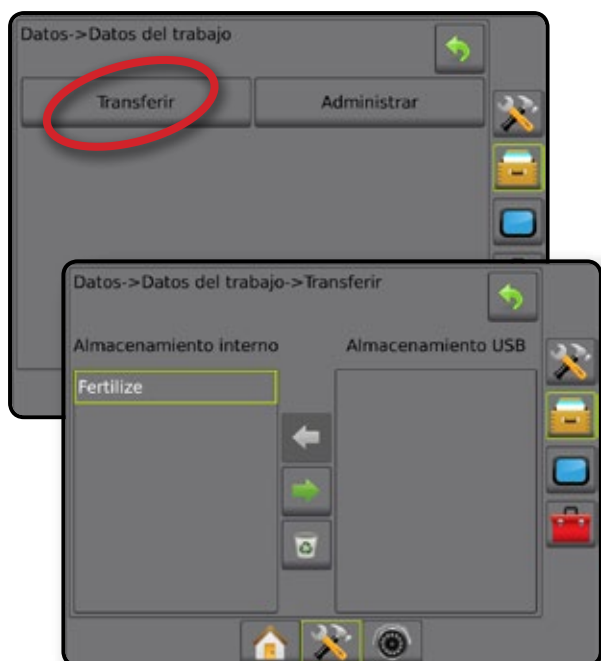 Datos->Datos del trabajo
Transferir
Administrar
Datos->Datos del trabajo->Transferir
Almacenamiento interno
Almacenamiento USB
Fertilize